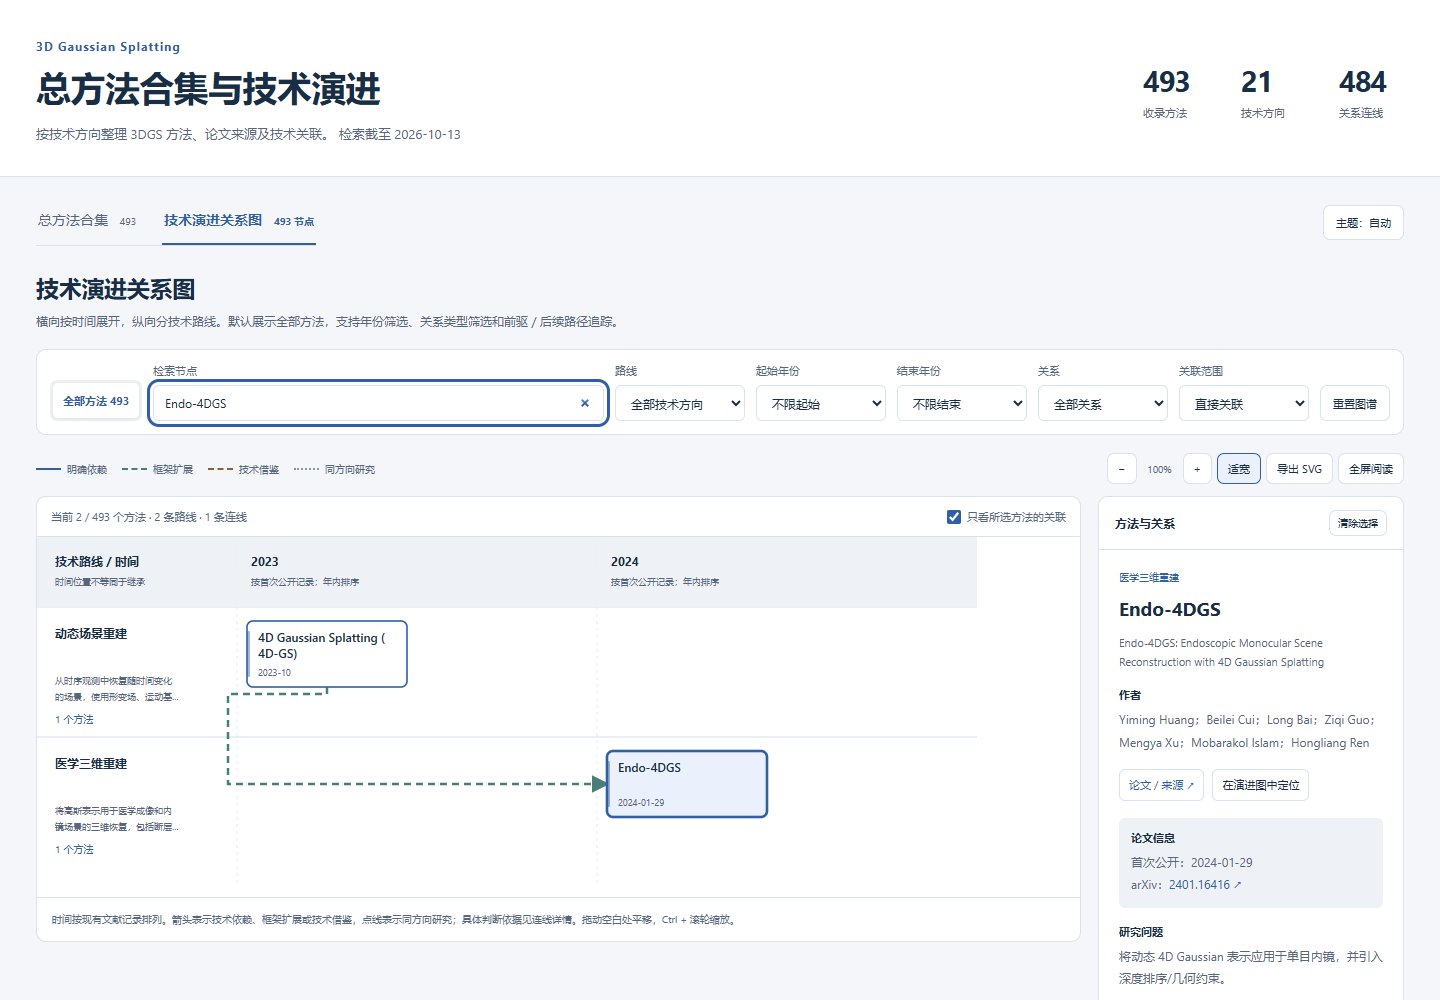 3D Gaussian Splatting
总方法合集与技术演进
按技术方向整理 3DGS 方法、论文来源及技术关联。 检索截至 2026-10-13
493
收录方法
21
技术方向
484
关系连线
总方法合集 493
技术演进关系图 493 节点
主题：自动
技术演进关系图
横向按时间展开，纵向分技术路线。默认展示全部方法，支持年份筛选、关系类型筛选和前驱 / 后续路径追踪。
全部方法 493
检索节点
Endo-4DGS
×
路线
全部技术方向
起始年份
不限起始
结束年份
不限结束
关系
全部关系
关联范围
直接关联
重置图谱
明确依赖
框架扩展
技术借鉴
同方向研究
−
100%
+
适宽
导出 SVG
全屏阅读
当前 2 / 493 个方法 · 2 条路线 · 1 条连线
只看所选方法的关联
技术路线 / 时间
时间位置不等同于继承
2023
按首次公开记录；年内排序
2024
按首次公开记录；年内排序
动态场景重建
从时序观测中恢复随时间变化
的场景，使用形变场、运动基...
1 个方法
4D Gaussian Splatting (
4D-GS)
2023-10
医学三维重建
将高斯表示用于医学成像和内
镜场景的三维恢复，包括断层...
1 个方法
Endo-4DGS
2024-01-29
时间按现有文献记录排列。箭头表示技术依赖、框架扩展或技术借鉴，点线表示同方向研究；具体判断依据见连线详情。拖动空白处平移，Ctrl + 滚轮缩放。
方法与关系
清除选择
医学三维重建
Endo-4DGS
Endo-4DGS: Endoscopic Monocular Scene
Reconstruction with 4D Gaussian Splatting
作者
Yiming Huang；Beilei Cui；Long Bai；Ziqi Guo；
Mengya Xu；Mobarakol Islam；Hongliang Ren
论文 / 来源 ↗
在演进图中定位
论文信息
首次公开：2024-01-29
arXiv：2401.16416 ↗
研究问题
将动态 4D Gaussian 表示应用于单目内镜，并引入
深度排序/几何约束。